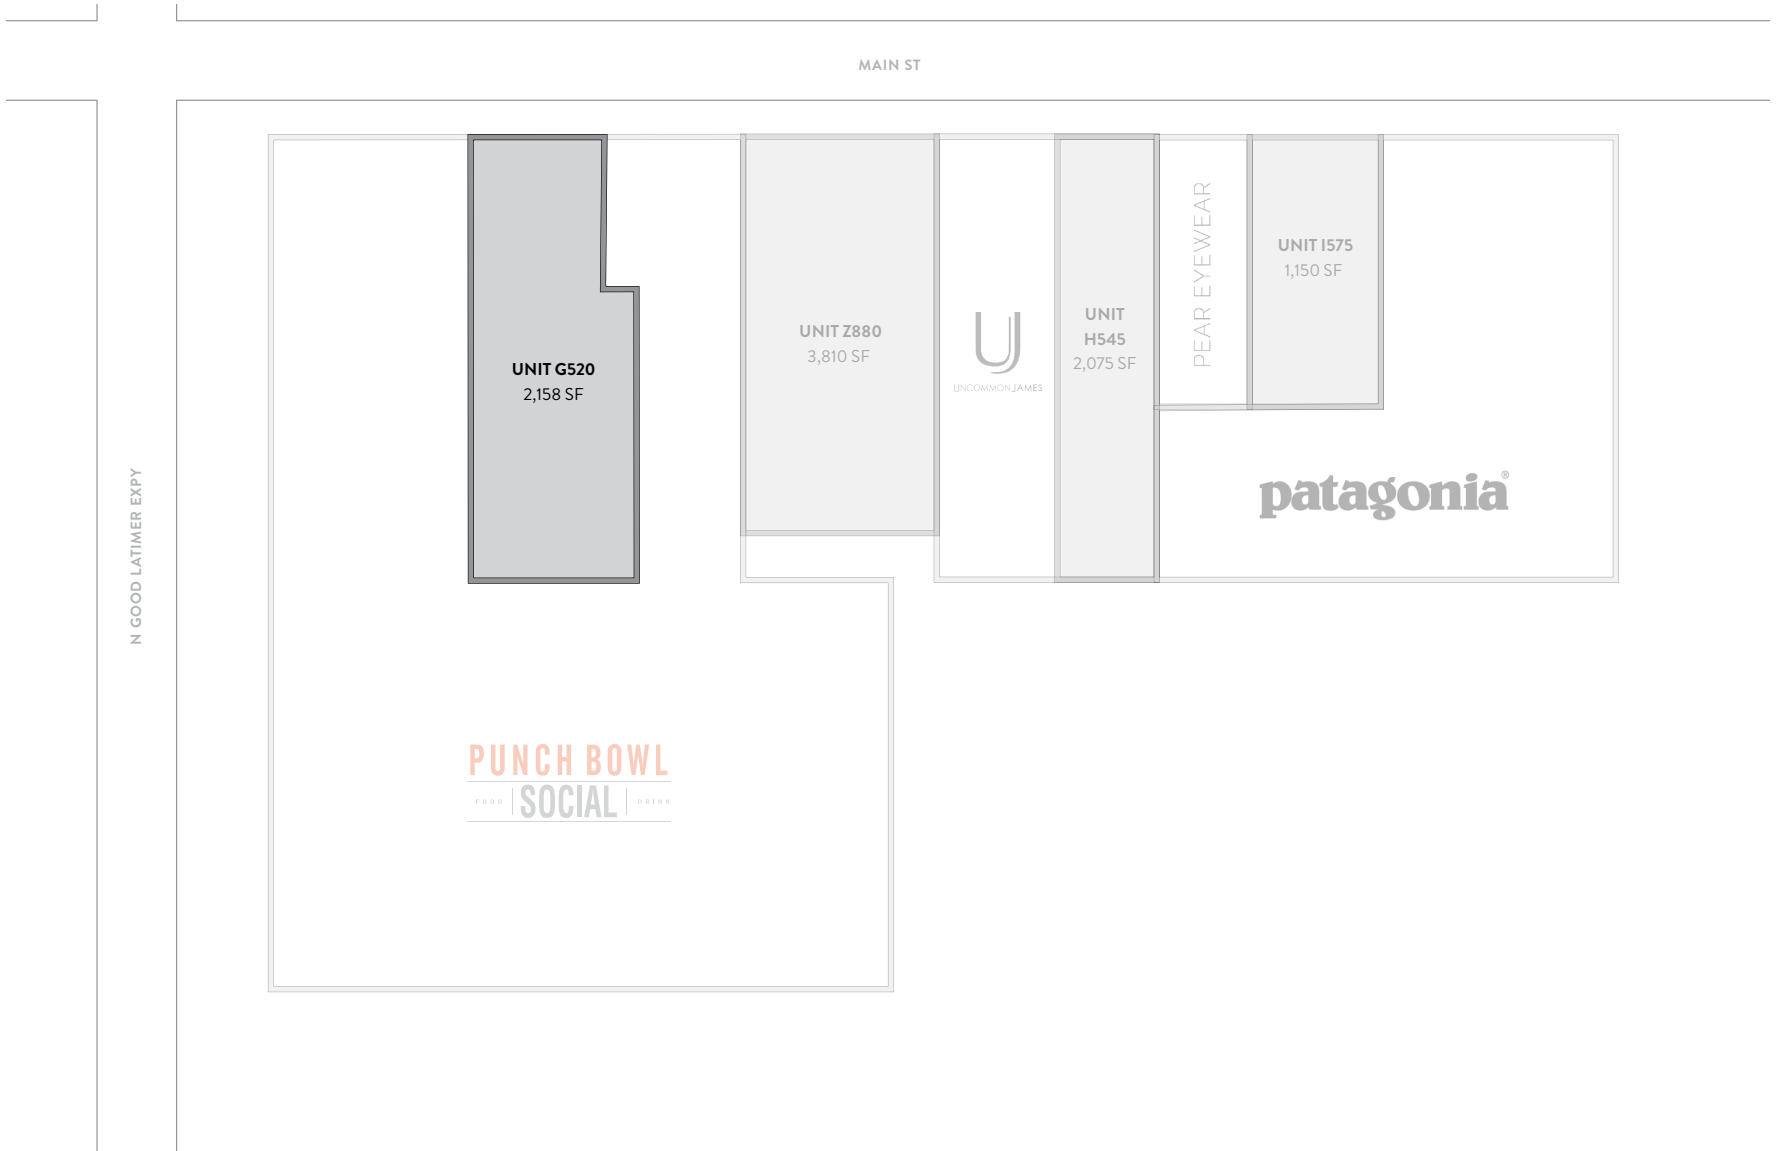 MAIN ST
N GOOD LATIMER EXPY
UNIT G520
2,158 SF
UNIT Z880
3,810 SF
UJ
UNCOMMON JAMES
UNIT
H545
2,075 SF
PEAR EYEWEAR
UNIT I575
1,150 SF
patagonia®
PUNCH BOWL
FOOD SOCIAL DRINK